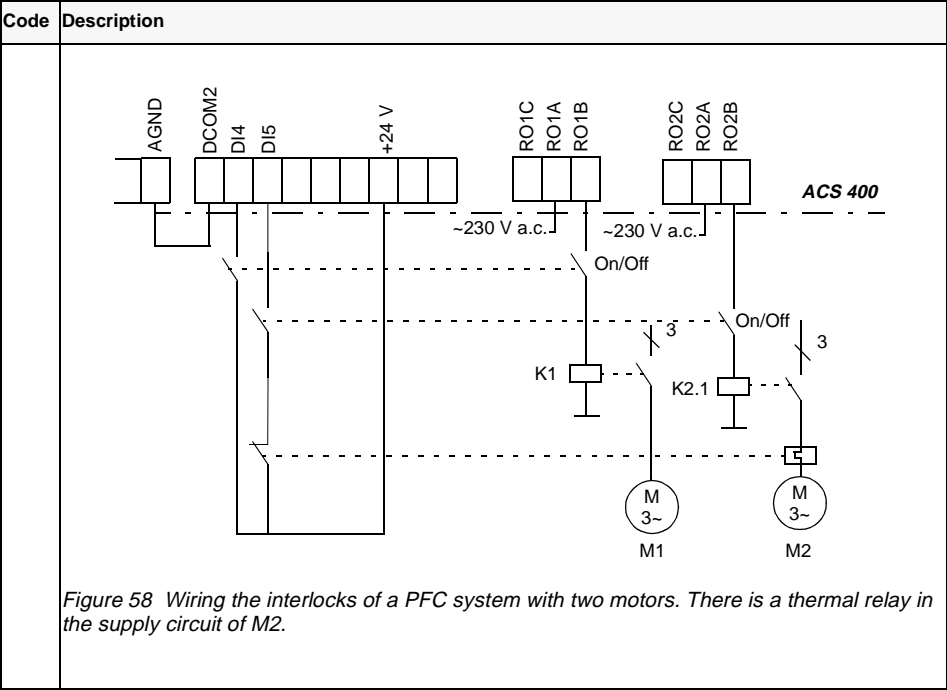 Code Description
AGND DCOM2 DI4 DI5 +24 V RO1C RO1A RO1B RO2C RO2A RO2B
ACS 400
~230 V a.c. ~230 V a.c.
On/Off
On/Off
3
3
K1
K2.1
M
3~
M
3~
M1
M2
Figure 58 Wiring the interlocks of a PFC system with two motors. There is a thermal relay in
the supply circuit of M2.